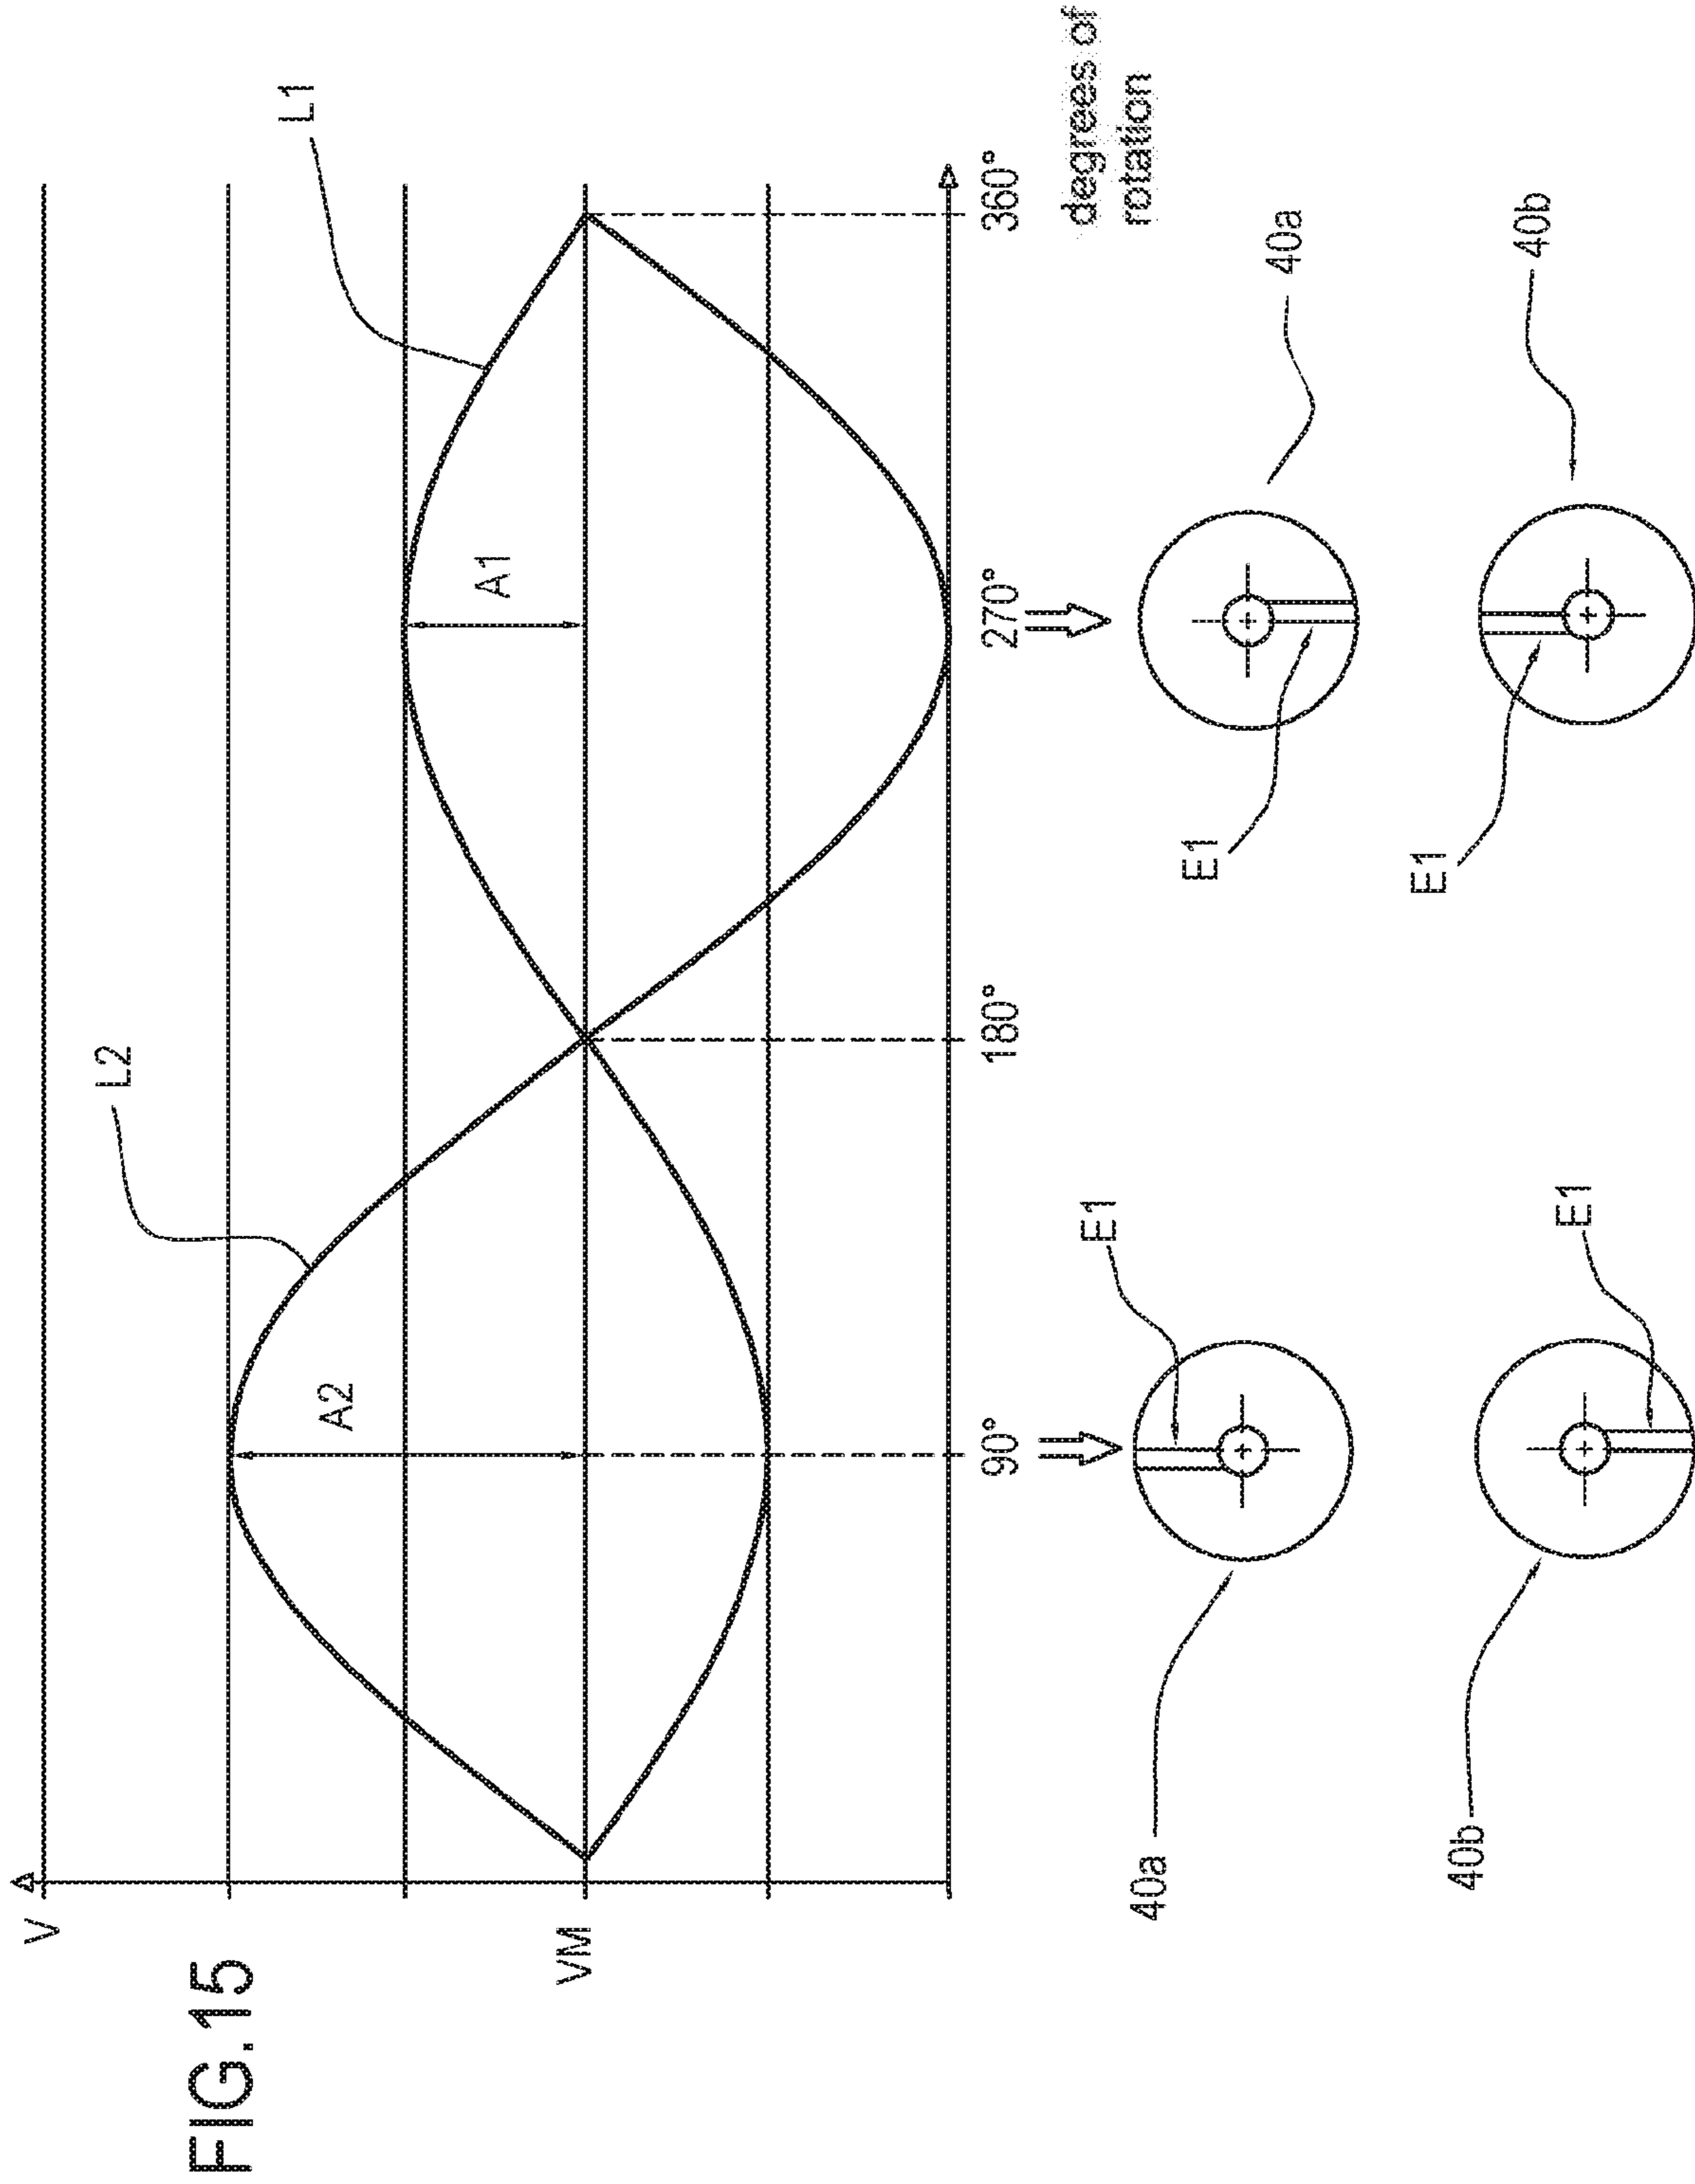 FIG.15
V
L2
L1
A2
A1
VM
90°
180°
270°
360°
degrees of
rotation
E1
E1
40a
40a
E1
E1
40b
40b